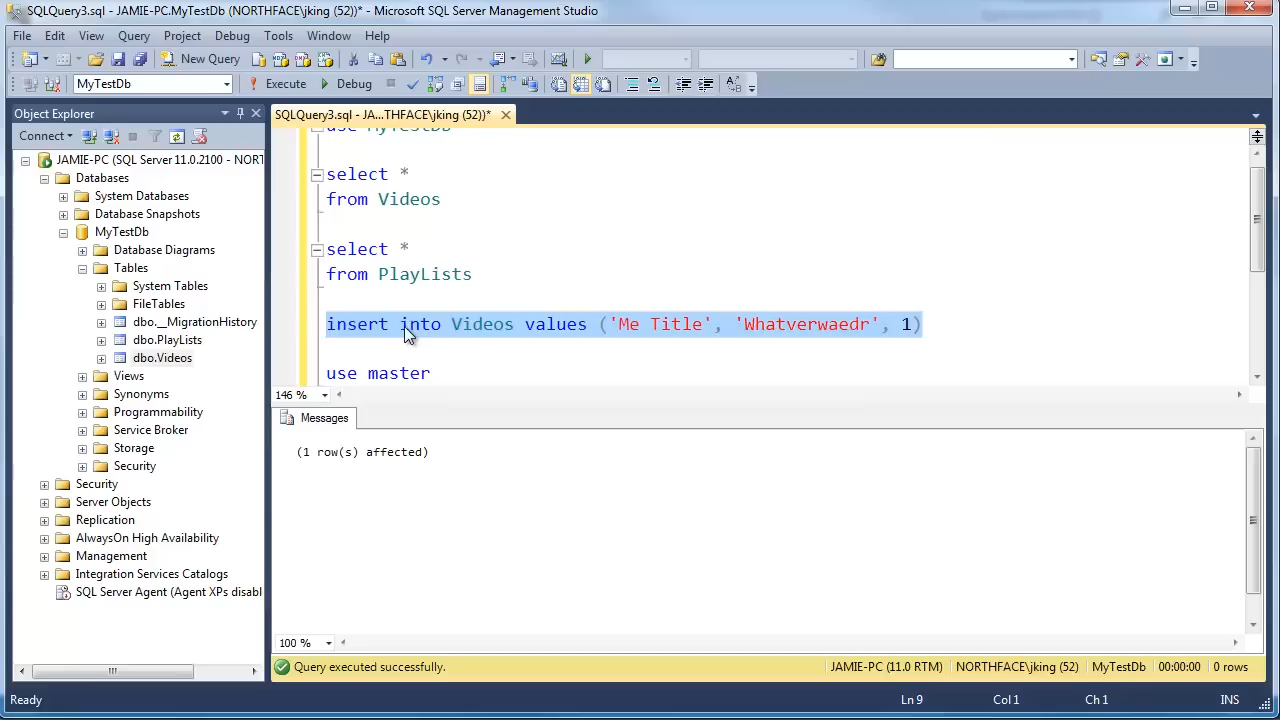 SQLQuery3.sql - JAMIE-PC.MyTestDb (NORTHFACE\jking (52))* - Microsoft SQL Server Management Studio
File Edit View Query Project Debug Tools Window Help
New Query
MyTestDb Execute Debug
Object Explorer
Connect
JAMIE-PC (SQL Server 11.0.2100 - NORT
Databases
System Databases
Database Snapshots
MyTestDb
Database Diagrams
Tables
System Tables
FileTables
dbo.__MigrationHistory
dbo.PlayLists
dbo.Videos
Views
Synonyms
Programmability
Service Broker
Storage
Security
Security
Server Objects
Replication
AlwaysOn High Availability
Management
Integration Services Catalogs
SQL Server Agent (Agent XPs disabl
SQLQuery3.sql - JA...THFACE\jking (52))*
use MyTestDb
select *
from Videos
select *
from PlayLists
insert into Videos values ('Me Title', 'Whatverwaedr', 1)
use master
146 %
Messages
(1 row(s) affected)
100 %
Query executed successfully. JAMIE-PC (11.0 RTM) NORTHFACE\jking (52) MyTestDb 00:00:00 0 rows
Ready Ln 9 Col 1 Ch 1 INS